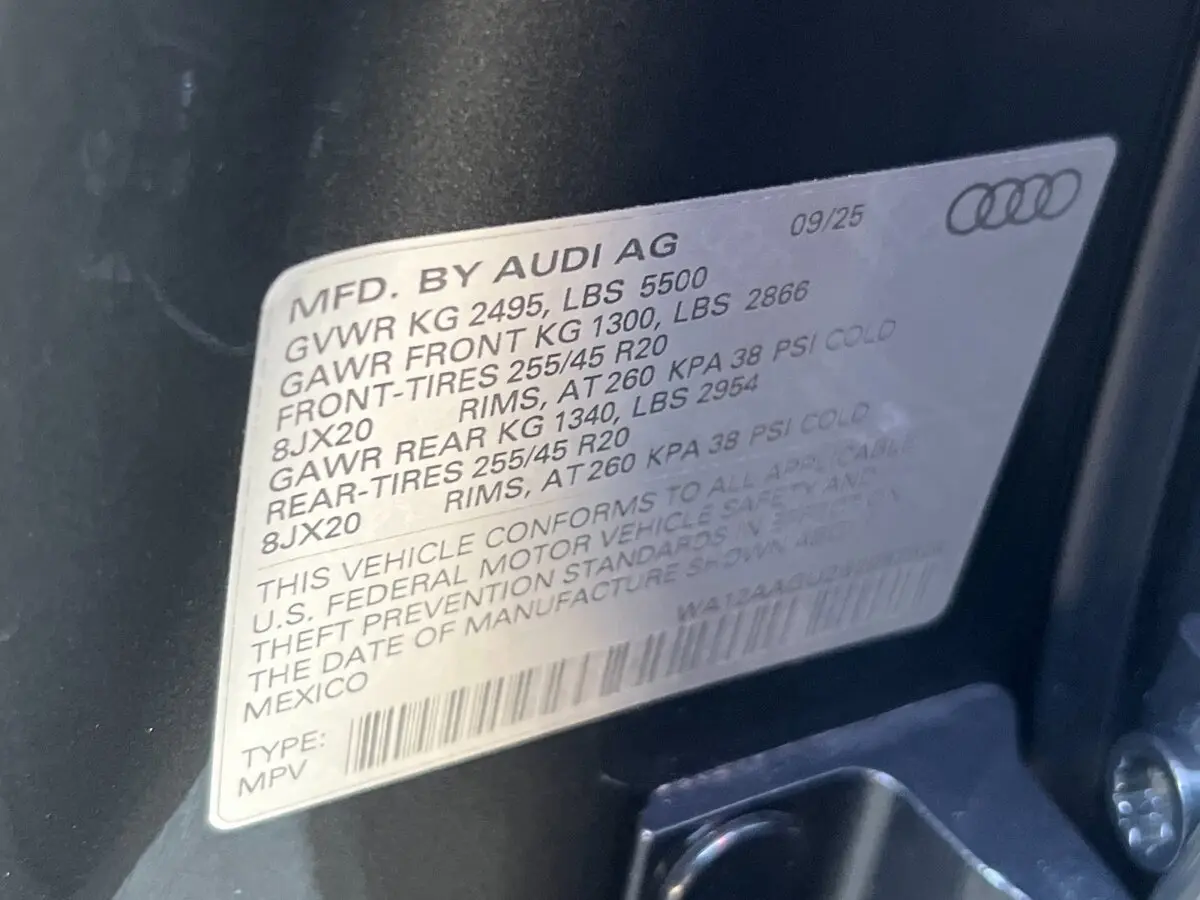 MFD. BY AUDI AG 09/25
GVWR KG 2495, LBS 5500
GAWR FRONT KG 1300, LBS 2866
FRONT-TIRES 255/45 R20
8JX20 RIMS, AT 260 KPA 38 PSI COLD
GAWR REAR KG 1340, LBS 2954
REAR-TIRES 255/45 R20
8JX20 RIMS, AT 260 KPA 38 PSI COLD
THIS VEHICLE CONFORMS TO ALL APPLICABLE
U.S. FEDERAL MOTOR VEHICLE SAFETY AND
THEFT PREVENTION STANDARDS IN EFFECT ON
THE DATE OF MANUFACTURE SHOWN
MEXICO
TYPE:
MPV